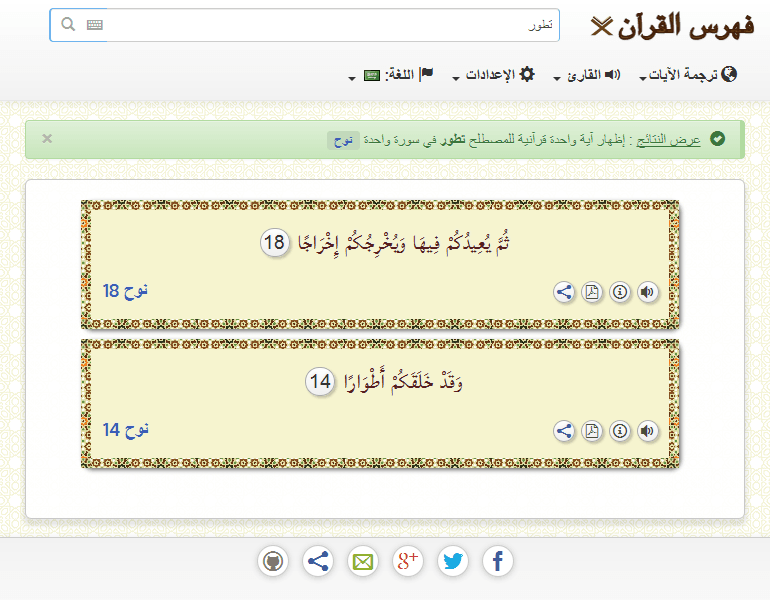 فهرس القرآن
تطور
ترجمة الآيات
القارئ
الإعدادات
اللغة:
عرض النتائج : إظهار آية واحدة قرآنية للمصطلح تطور في سورة واحدة نوح
×
ثُمَّ يُعِيدُكُمْ فِيهَا وَيُخْرِجُكُمْ إِخْرَاجًا 18
نوح 18
وَقَدْ خَلَقَكُمْ أَطْوَارًا 14
نوح 14